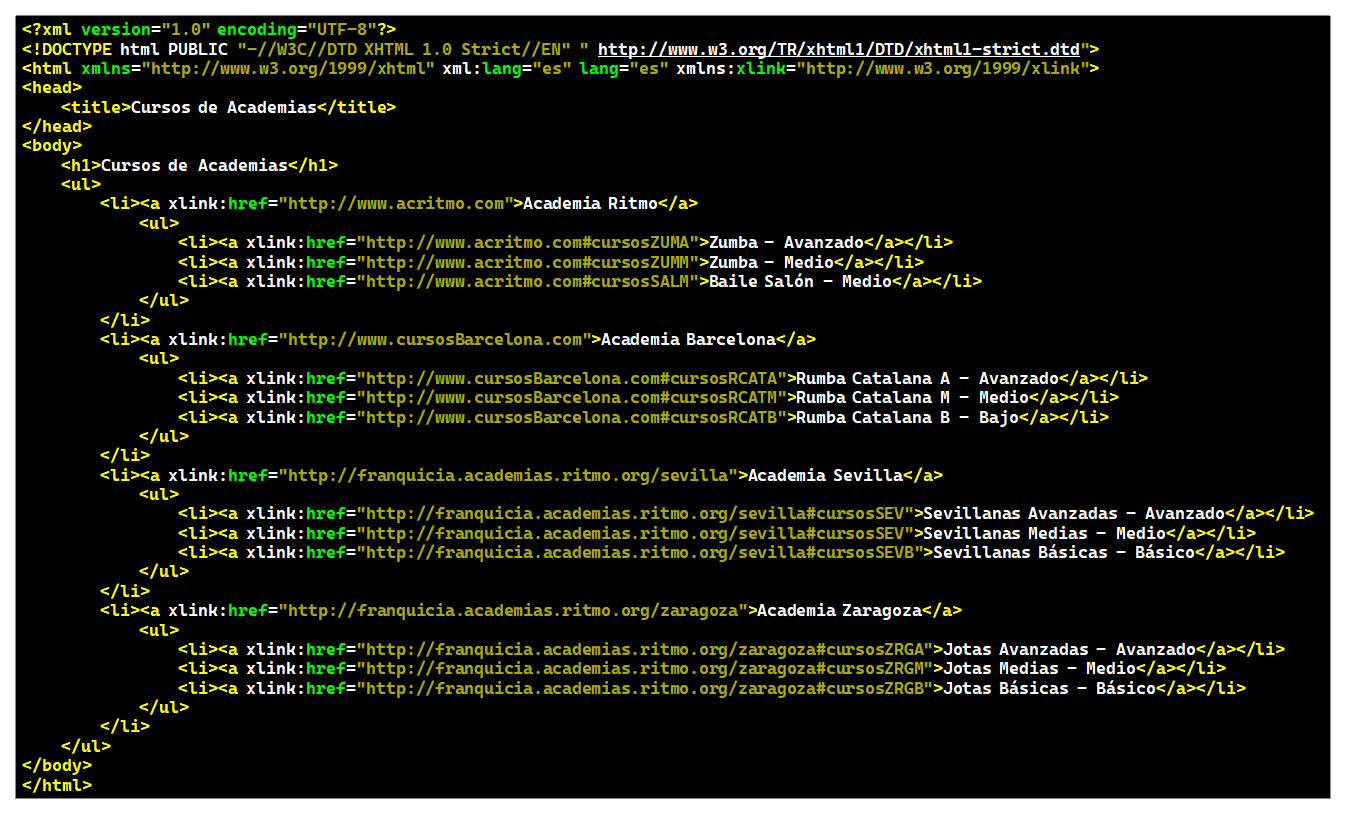 <?xml version="1.0" encoding="UTF-8"?>
<!DOCTYPE html PUBLIC "-//W3C//DTD XHTML 1.0 Strict//EN" " http://www.w3.org/TR/xhtml1/DTD/xhtml1-strict.dtd">
<html xmlns="http://www.w3.org/1999/xhtml" xml:lang="es" lang="es" xmlns:xlink="http://www.w3.org/1999/xlink">
<head>
    <title>Cursos de Academias</title>
</head>
<body>
    <h1>Cursos de Academias</h1>
    <ul>
        <li><a xlink:href="http://www.acritmo.com">Academia Ritmo</a>
            <ul>
                <li><a xlink:href="http://www.acritmo.com#cursosZUMA">Zumba - Avanzado</a></li>
                <li><a xlink:href="http://www.acritmo.com#cursosZUMM">Zumba - Medio</a></li>
                <li><a xlink:href="http://www.acritmo.com#cursosSALM">Baile Salón - Medio</a></li>
            </ul>
        </li>
        <li><a xlink:href="http://www.cursosBarcelona.com">Academia Barcelona</a>
            <ul>
                <li><a xlink:href="http://www.cursosBarcelona.com#cursosRCATA">Rumba Catalana A - Avanzado</a></li>
                <li><a xlink:href="http://www.cursosBarcelona.com#cursosRCATM">Rumba Catalana M - Medio</a></li>
                <li><a xlink:href="http://www.cursosBarcelona.com#cursosRCATB">Rumba Catalana B - Bajo</a></li>
            </ul>
        </li>
        <li><a xlink:href="http://franquicia.academias.ritmo.org/sevilla">Academia Sevilla</a>
            <ul>
                <li><a xlink:href="http://franquicia.academias.ritmo.org/sevilla#cursosSEV">Sevillanas Avanzadas - Avanzado</a></li>
                <li><a xlink:href="http://franquicia.academias.ritmo.org/sevilla#cursosSEV">Sevillanas Medias - Medio</a></li>
                <li><a xlink:href="http://franquicia.academias.ritmo.org/sevilla#cursosSEVB">Sevillanas Básicas - Básico</a></li>
            </ul>
        </li>
        <li><a xlink:href="http://franquicia.academias.ritmo.org/zaragoza">Academia Zaragoza</a>
            <ul>
                <li><a xlink:href="http://franquicia.academias.ritmo.org/zaragoza#cursosZRGA">Jotas Avanzadas - Avanzado</a></li>
                <li><a xlink:href="http://franquicia.academias.ritmo.org/zaragoza#cursosZRGM">Jotas Medias - Medio</a></li>
                <li><a xlink:href="http://franquicia.academias.ritmo.org/zaragoza#cursosZRGB">Jotas Básicas - Básico</a></li>
            </ul>
        </li>
    </ul>
</body>
</html>